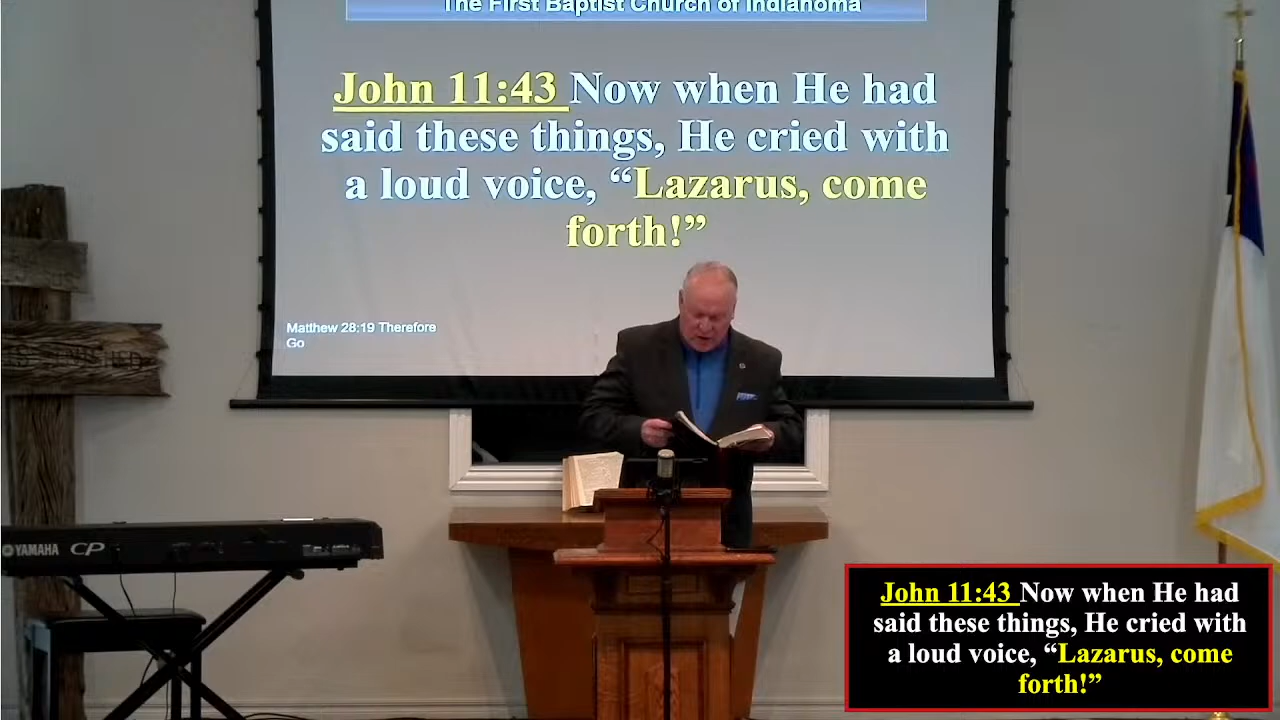 The First Baptist Church of Indiahoma
John 11:43 Now when He had
said these things, He cried with
a loud voice, “Lazarus, come
forth!”
Matthew 28:19 Therefore
Go
YAMAHA CP
John 11:43 Now when He had
said these things, He cried with
a loud voice, “Lazarus, come
forth!”